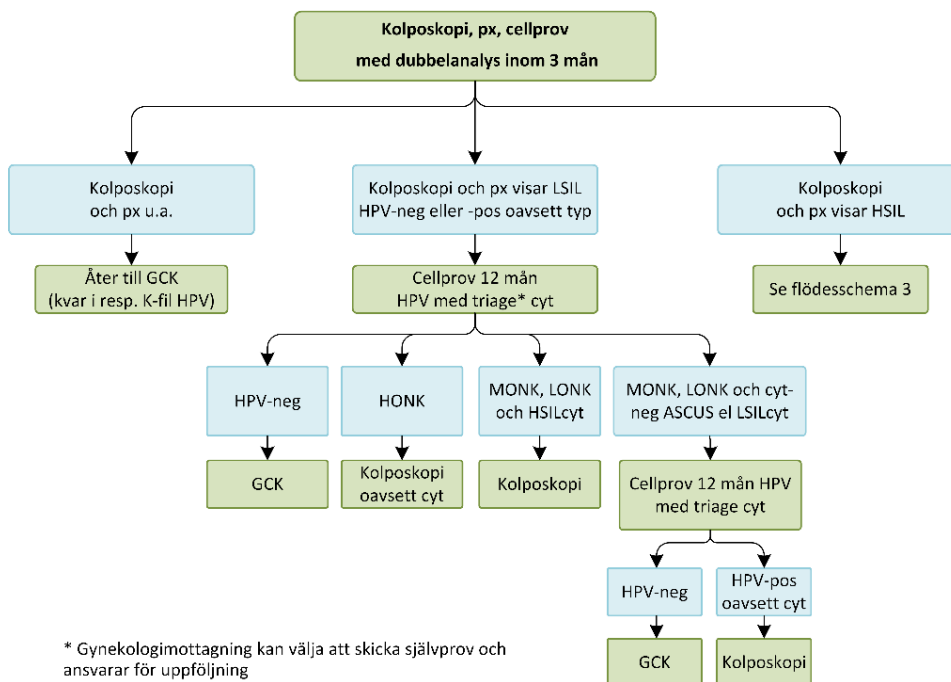 Kolposkopi, px, cellprov
med dubbelanalys inom 3 mån
Kolposkopi
och px u.a.
Kolposkopi och px visar LSIL
HPV-neg eller -pos oavsett typ
Kolposkopi
och px visar HSIL
Åter till GCK
(kvar i resp. K-fil HPV)
Cellprov 12 mån
HPV med triage* cyt
Se flödesschema 3
HPV-neg
HONK
MONK, LONK
och HSILcyt
MONK, LONK och cyt-
neg ASCUS el LSILcyt
GCK
Kolposkopi
oavsett cyt
Kolposkopi
Cellprov 12 mån HPV
med triage cyt
HPV-neg
HPV-pos
oavsett cyt
GCK
Kolposkopi
* Gynekologimottagning kan välja att skicka självprov och
ansvarar för uppföljning